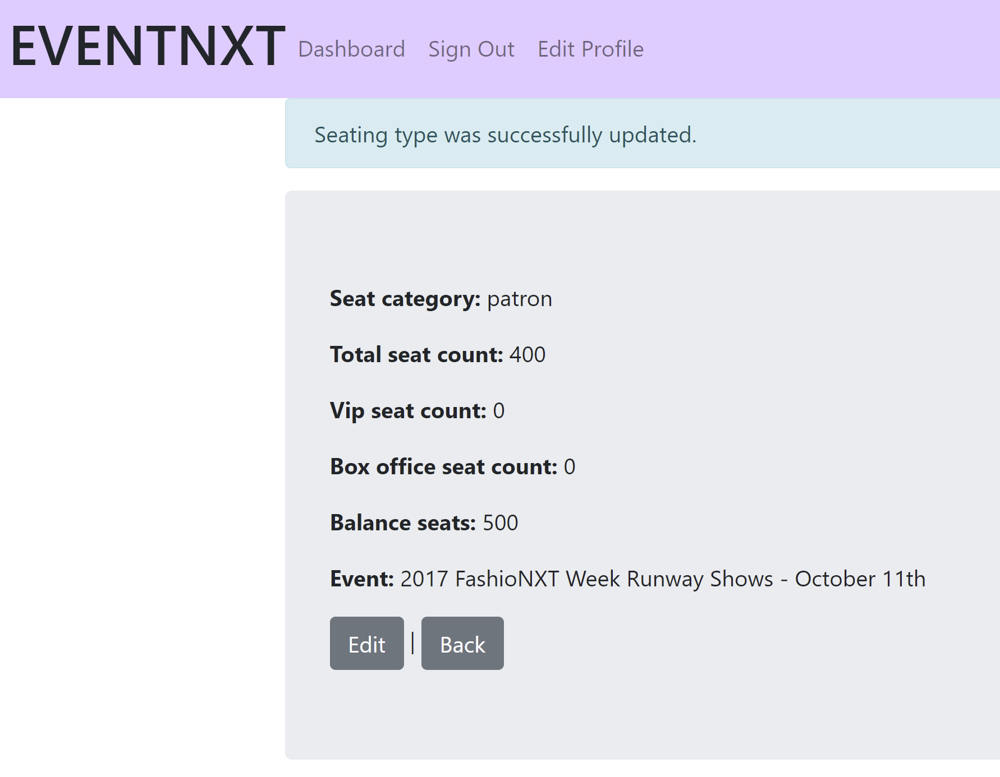 EVENTNXT Dashboard Sign Out Edit Profile
Seating type was successfully updated.
Seat category: patron
Total seat count: 400
Vip seat count: 0
Box office seat count: 0
Balance seats: 500
Event: 2017 FashioNXT Week Runway Shows - October 11th
Edit | Back